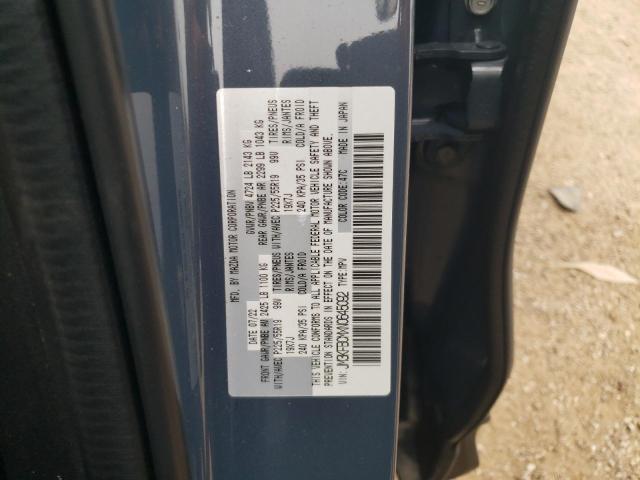 MFD. BY MAZDA MOTOR CORPORATION
DATE 07/22 GVWR/PNBV 4724 LB 2143 KG
FRONT GAWR/PNBE AV 2425 LB 1100 KG REAR GAWR/PNBE AR 2299 LB 1043 KG
WITH/AVEC P225/55R19 99V TIRES/PNEUS WITH/AVEC P225/55R19 99V TIRES/PNEUS
19X7J RIMS/JANTES 19X7J RIMS/JANTES
240 KPA/35 PSI COLD/A FROID 240 KPA/35 PSI COLD/A FROID
THIS VEHICLE CONFORMS TO ALL APPLICABLE FEDERAL MOTOR VEHICLE SAFETY AND THEFT
PREVENTION STANDARDS IN EFFECT ON THE DATE OF MANUFACTURE SHOWN ABOVE.
VIN: TYPE:MPV COLOR CODE:47C MADE IN JAPAN